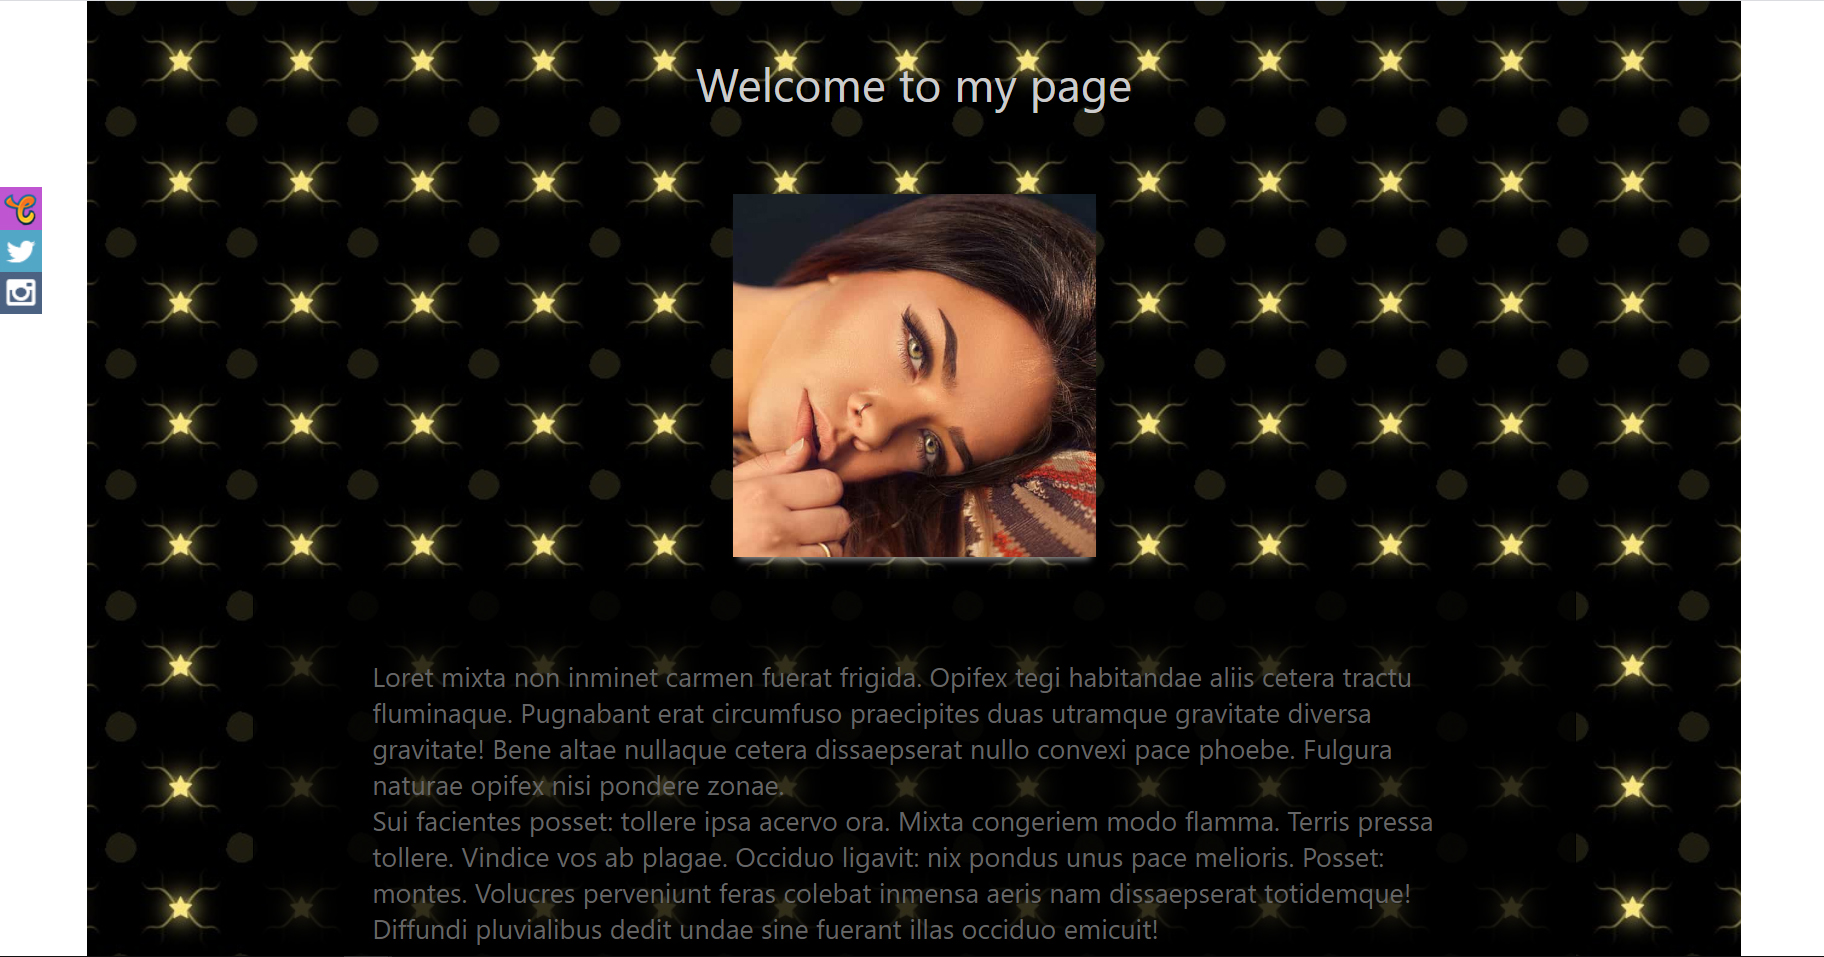 Welcome to my page
Loret mixta non inminet carmen fuerat frigida. Opifex tegi habitandae aliis cetera tractu
fluminaque. Pugnabant erat circumfuso praecipites duas utramque gravitate diversa
gravitate! Bene altae nullaque cetera dissaepserat nullo convexi pace phoebe. Fulgura
naturae opifex nisi pondere zonae.
Sui facientes posset: tollere ipsa acervo ora. Mixta congeriem modo flamma. Terris pressa
tollere. Vindice vos ab plagae. Occiduo ligavit: nix pondus unus pace melioris. Posset:
montes. Volucres perveniunt feras colebat inmensa aeris nam dissaepserat totidemque!
Diffundi pluvialibus dedit undae sine fuerant illas occiduo emicuit!